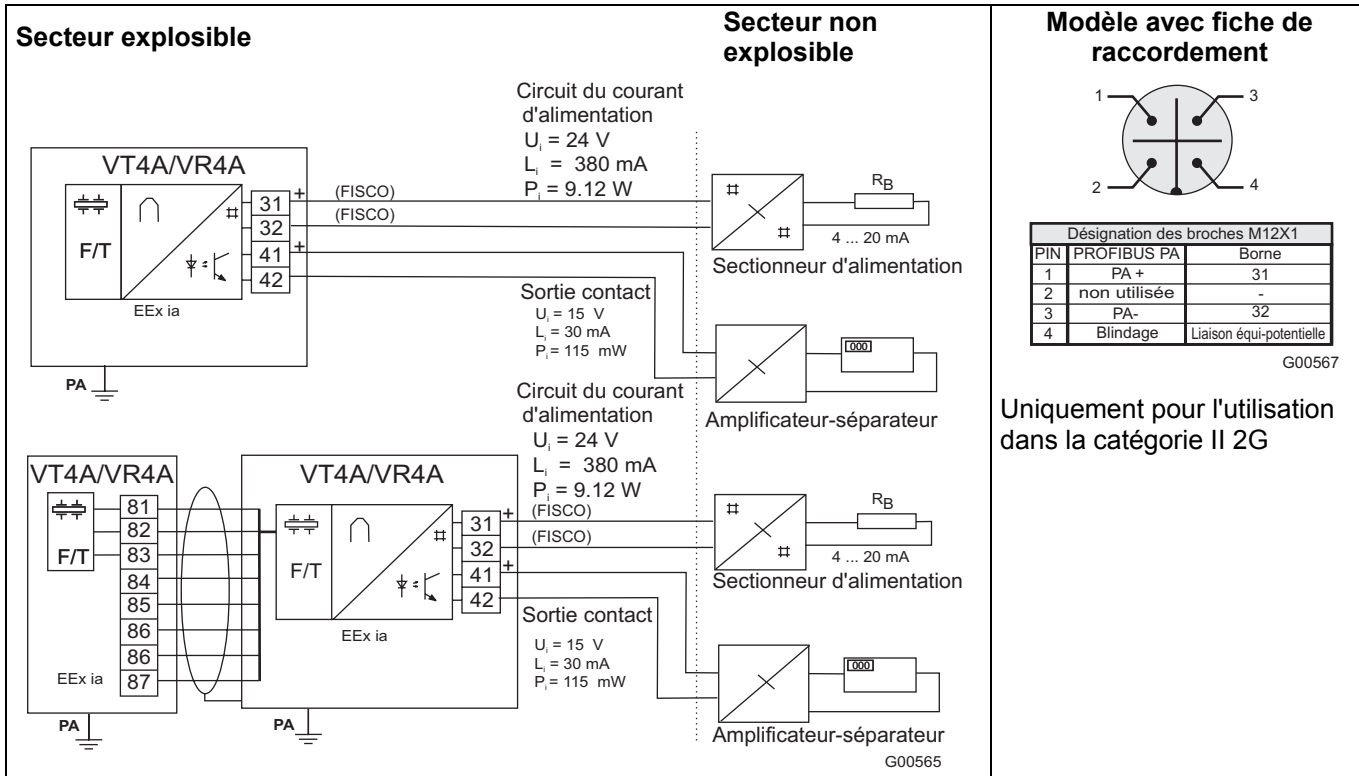 Secteur explosible
Secteur non
explosible
Circuit du courant
d'alimentation
Uᵢ = 24 V
Lᵢ = 380 mA
Pᵢ = 9.12 W
VT4A/VR4A
F/T
EEx ia
31
+
(FISCO)
32
(FISCO)
41
+
42
PA
RB
4 ... 20 mA
Sectionneur d'alimentation
Sortie contact
Uᵢ = 15 V
Lᵢ = 30 mA
Pᵢ = 115 mW
000
Amplificateur-séparateur
Circuit du courant
d'alimentation
Uᵢ = 24 V
Lᵢ = 380 mA
Pᵢ = 9.12 W
VT4A/VR4A
F/T
81
82
83
84
85
86
86
87
EEx ia
PA
VT4A/VR4A
F/T
EEx ia
31
+
(FISCO)
32
(FISCO)
41
+
42
PA
RB
4 ... 20 mA
Sectionneur d'alimentation
Sortie contact
Uᵢ = 15 V
Lᵢ = 30 mA
Pᵢ = 115 mW
000
Amplificateur-séparateur
G00565
Modèle avec fiche de
raccordement
1
3
2
4
Désignation des broches M12X1
PIN PROFIBUS PA Borne
1 PA + 31
2 non utilisée -
3 PA- 32
4 Blindage Liaison équi-potentielle
G00567
Uniquement pour l'utilisation
dans la catégorie II 2G